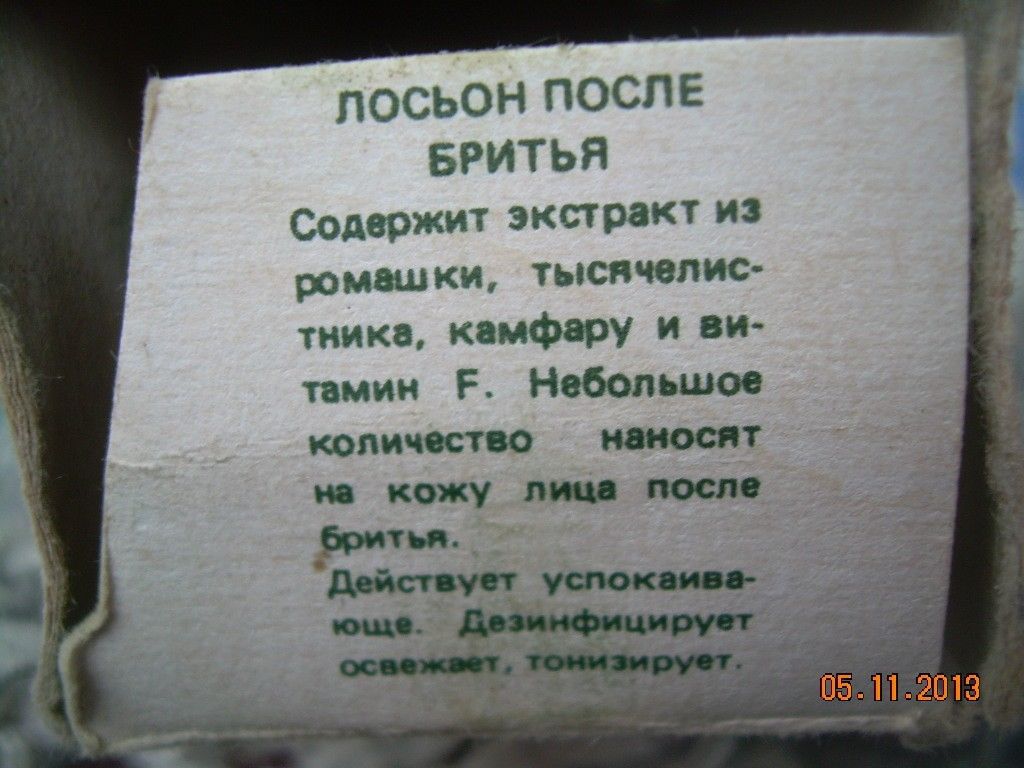 ЛОСЬОН ПОСЛЕ
БРИТЬЯ
Содержит экстракт из
ромашки, тысячелис-
тника, камфару и ви-
тамин F. Небольшое
количество наносят
на кожу лица после
бритья.
Действует успокаива-
юще. Дезинфицирует
освежает, тонизирует.
05.11.2013